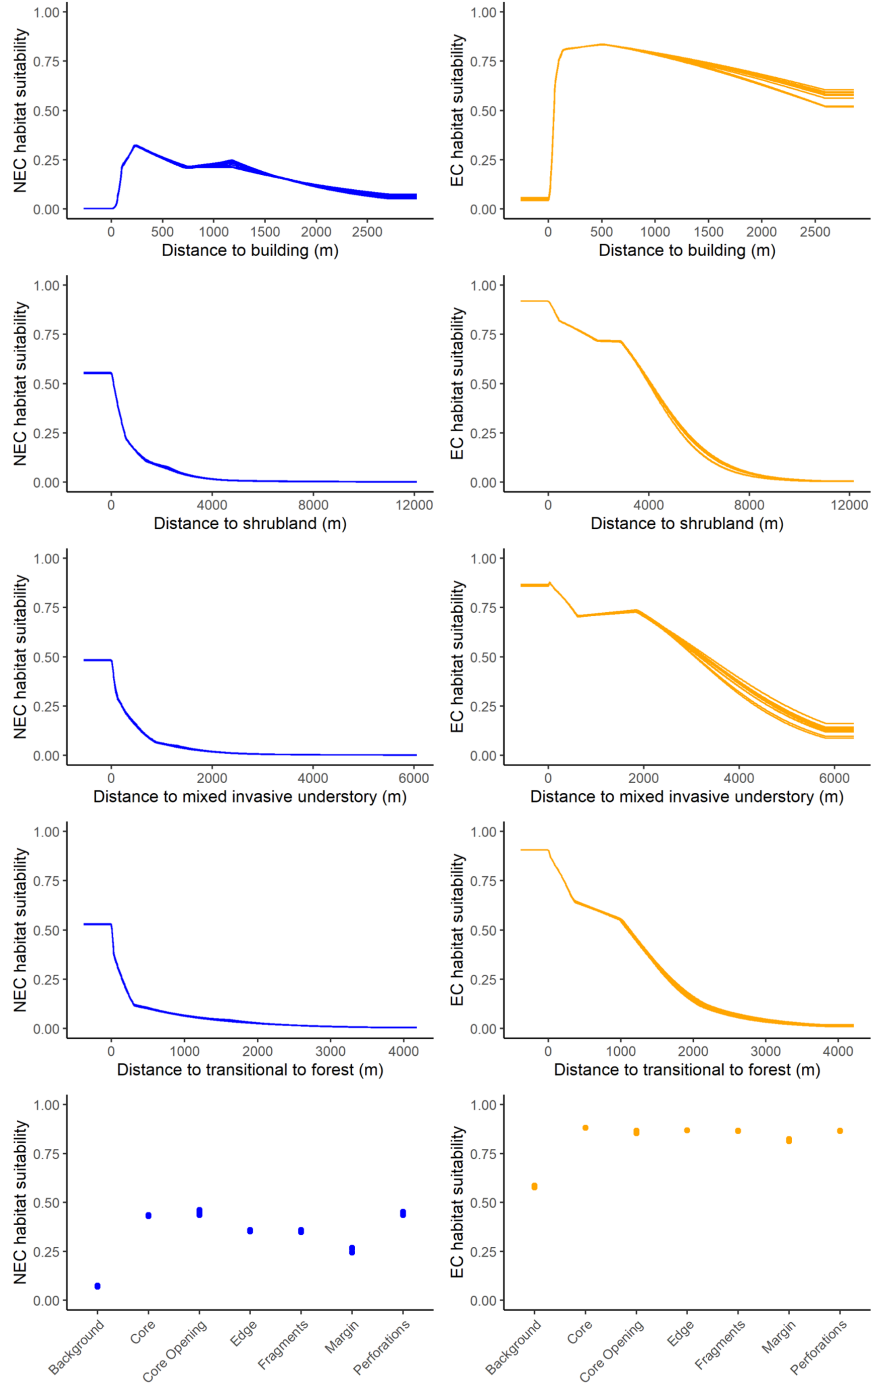 NEC habitat suitability
1.00
0.75
0.50
0.25
0.00
0 500 1000 1500 2000 2500
Distance to building (m)
EC habitat suitability
1.00
0.75
0.50
0.25
0.00
0 500 1000 1500 2000 2500
Distance to building (m)
NEC habitat suitability
1.00
0.75
0.50
0.25
0.00
0 4000 8000 12000
Distance to shrubland (m)
EC habitat suitability
1.00
0.75
0.50
0.25
0.00
0 4000 8000 12000
Distance to shrubland (m)
NEC habitat suitability
1.00
0.75
0.50
0.25
0.00
0 2000 4000 6000
Distance to mixed invasive understory (m)
EC habitat suitability
1.00
0.75
0.50
0.25
0.00
0 2000 4000 6000
Distance to mixed invasive understory (m)
NEC habitat suitability
1.00
0.75
0.50
0.25
0.00
0 1000 2000 3000 4000
Distance to transitional to forest (m)
EC habitat suitability
1.00
0.75
0.50
0.25
0.00
0 1000 2000 3000 4000
Distance to transitional to forest (m)
NEC habitat suitability
1.00
0.75
0.50
0.25
0.00
Background
Core
Core Opening
Edge
Fragments
Margin
Perforations
EC habitat suitability
1.00
0.75
0.50
0.25
0.00
Background
Core
Core Opening
Edge
Fragments
Margin
Perforations